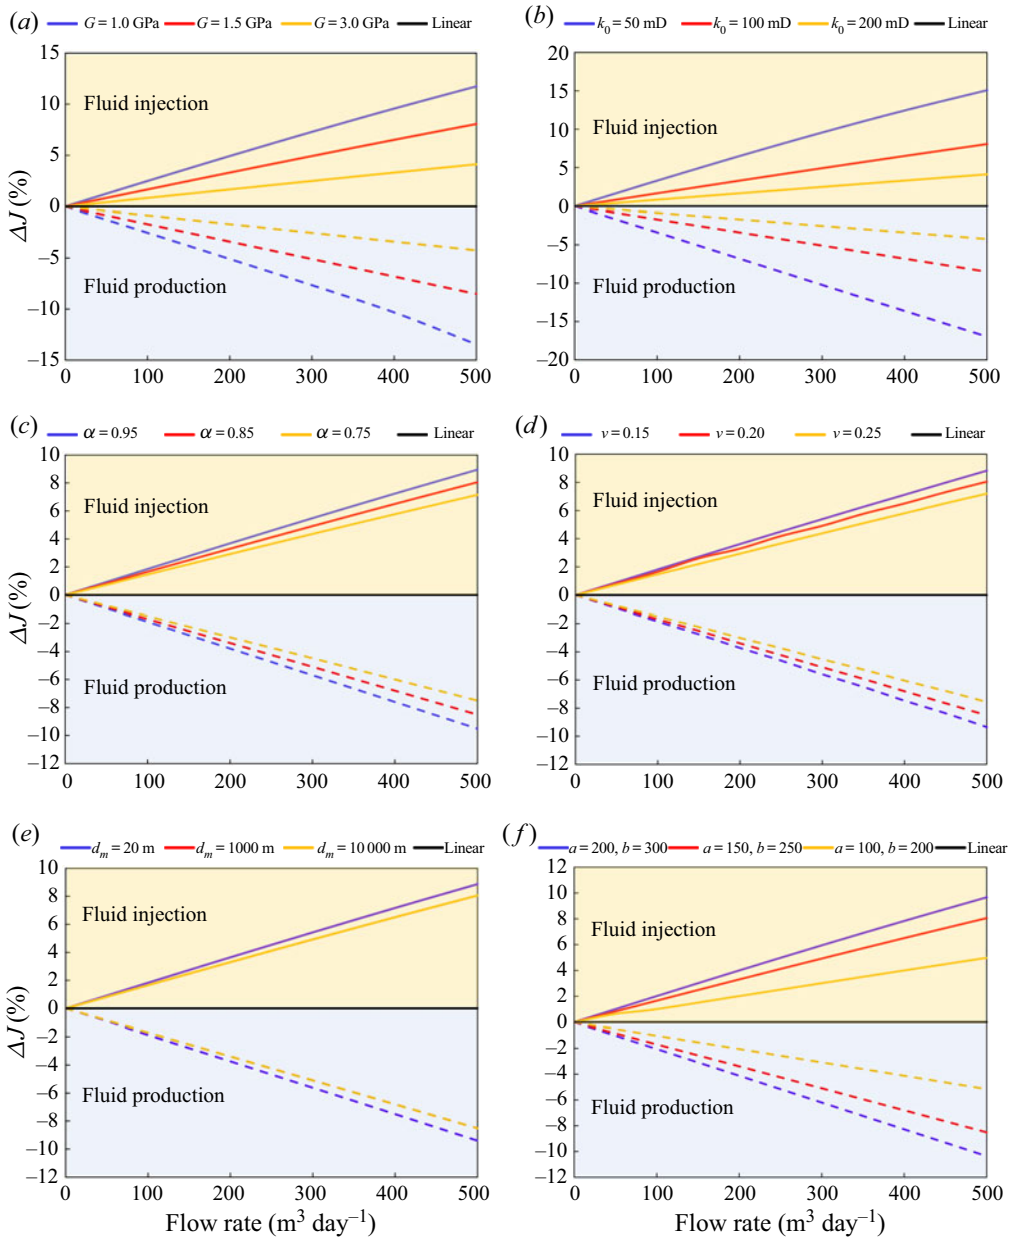 (a) G = 1.0 GPa G = 1.5 GPa G = 3.0 GPa Linear
15
10
5
0
–5
–10
–15
ΔJ (%)
Fluid injection
Fluid production
0 100 200 300 400 500
(b) k0 = 50 mD k0 = 100 mD k0 = 200 mD Linear
20
15
10
5
0
–5
–10
–15
–20
Fluid injection
Fluid production
0 100 200 300 400 500
(c) α = 0.95 α = 0.85 α = 0.75 Linear
10
8
6
4
2
0
–2
–4
–6
–8
–10
–12
ΔJ (%)
Fluid injection
Fluid production
0 100 200 300 400 500
(d) v = 0.15 v = 0.20 v = 0.25 Linear
10
8
6
4
2
0
–2
–4
–6
–8
–10
–12
Fluid injection
Fluid production
0 100 200 300 400 500
(e) dm = 20 m dm = 1000 m dm = 10 000 m Linear
10
8
6
4
2
0
–2
–4
–6
–8
–10
–12
ΔJ (%)
Fluid injection
Fluid production
0 100 200 300 400 500
Flow rate (m³ day⁻¹)
(f) a = 200, b = 300 a = 150, b = 250 a = 100, b = 200 Linear
12
10
8
6
4
2
0
–2
–4
–6
–8
–10
–12
Fluid injection
Fluid production
0 100 200 300 400 500
Flow rate (m³ day⁻¹)